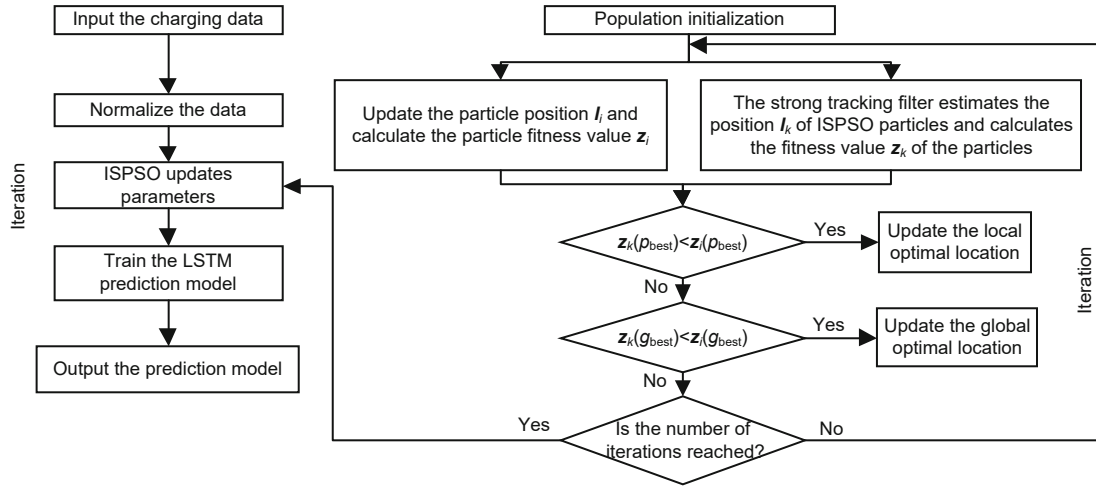 Input the charging data
Normalize the data
ISPSO updates
parameters
Train the LSTM
prediction model
Output the prediction model
Iteration
Population initialization
Update the particle position l_i and
calculate the particle fitness value z_i
The strong tracking filter estimates the
position l_k of ISPSO particles and calculates
the fitness value z_k of the particles
z_k(p_best)<z_i(p_best)
Yes
Update the local
optimal location
No
z_k(g_best)<z_i(g_best)
Yes
Update the global
optimal location
No
Is the number of
iterations reached?
Yes
No
Iteration